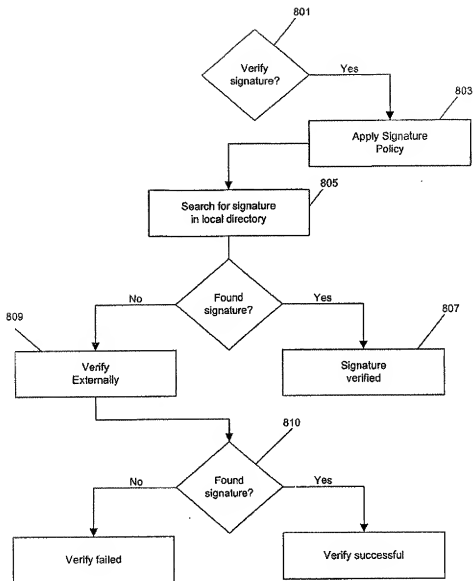 801
Verify
signature?
Yes
803
Apply Signature
Policy
805
Search for signature
in local directory
Found
signature?
No
Yes
809
807
Verify
Externally
Signature
verified
810
Found
signature?
No
Yes
Verify failed
Verify successful